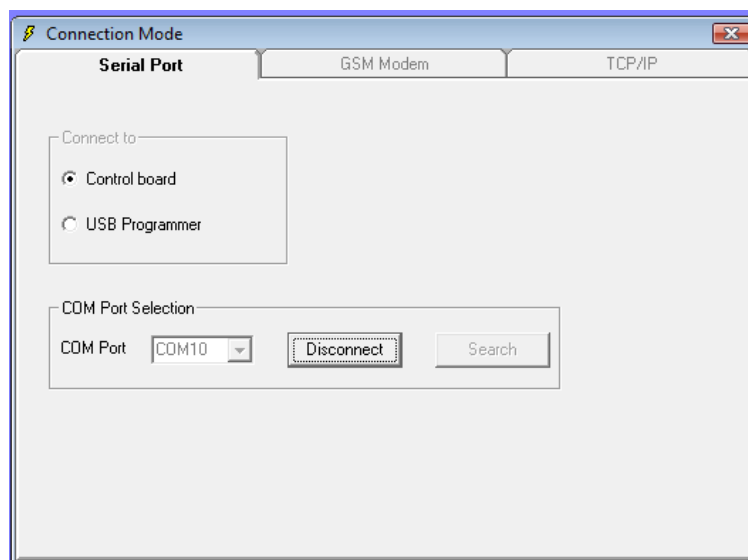 Connection Mode
Serial Port GSM Modem TCP/IP
Connect to
Control board
USB Programmer
COM Port Selection
COM Port COM10 Disconnect Search